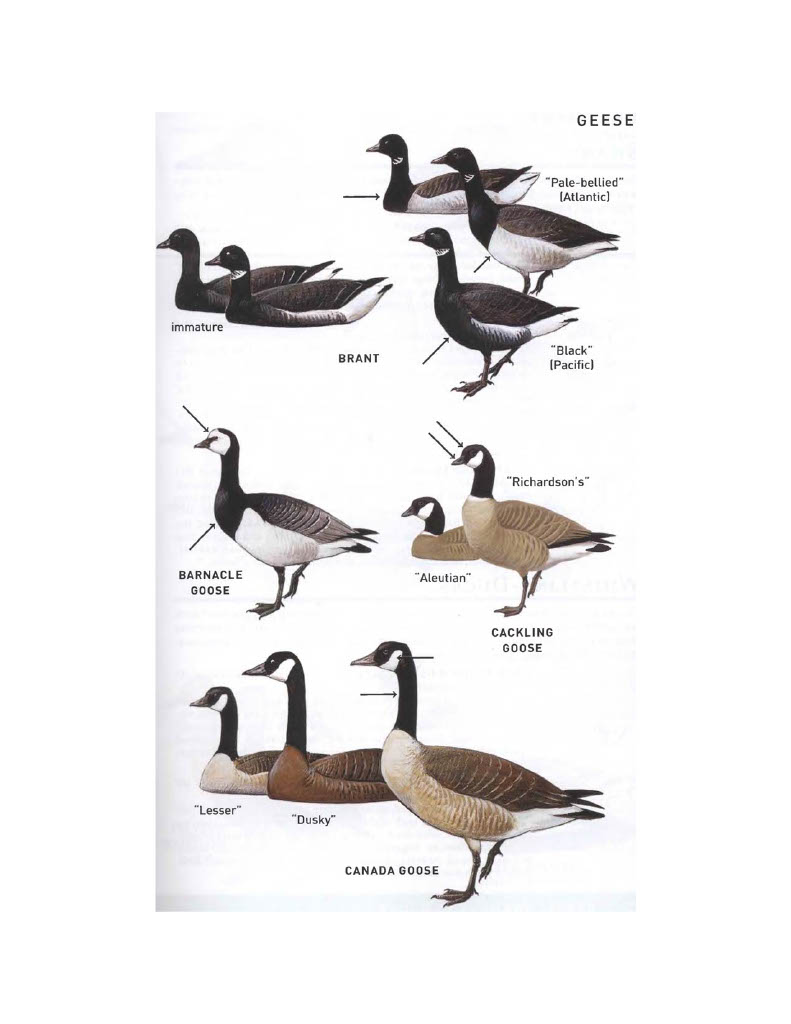 GEESE
"Pale-bellied"
(Atlantic)
immature
BRANT
"Black"
(Pacific)
"Richardson's"
"Aleutian"
BARNACLE
GOOSE
CACKLING
GOOSE
"Lesser"
"Dusky"
CANADA GOOSE